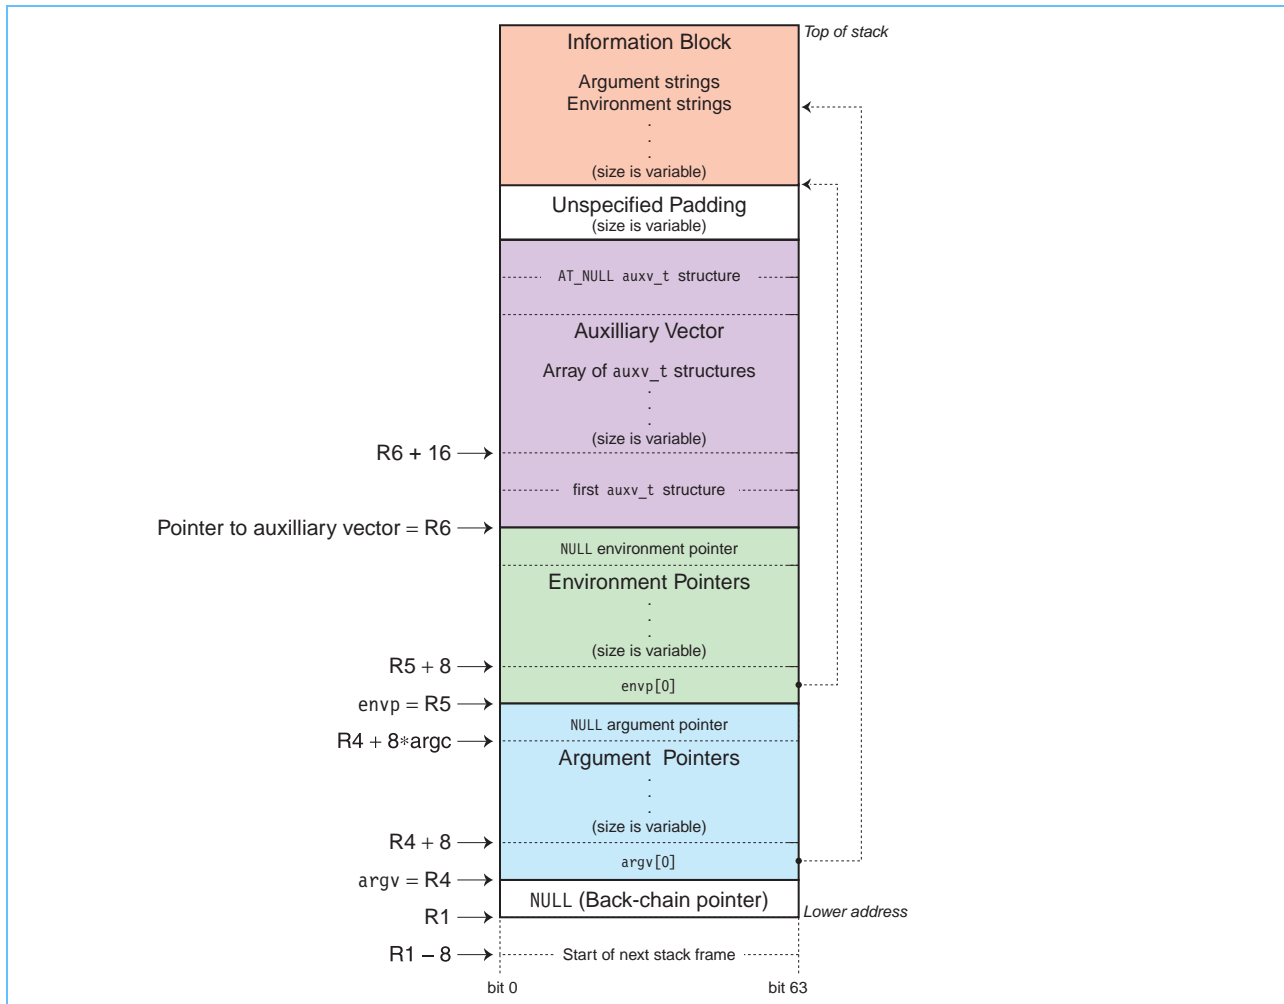 Top of stack
Information Block
Argument strings
Environment strings
.
.
.
(size is variable)
Unspecified Padding
(size is variable)
AT_NULL auxv_t structure
Auxilliary Vector
Array of auxv_t structures
.
.
.
(size is variable)
R6 + 16
first auxv_t structure
Pointer to auxilliary vector = R6
NULL environment pointer
Environment Pointers
.
.
.
(size is variable)
R5 + 8
envp[0]
envp = R5
NULL argument pointer
R4 + 8*argc
Argument Pointers
.
.
.
(size is variable)
R4 + 8
argv[0]
argv = R4
NULL (Back-chain pointer)
Lower address
R1
R1 – 8
Start of next stack frame
bit 0
bit 63